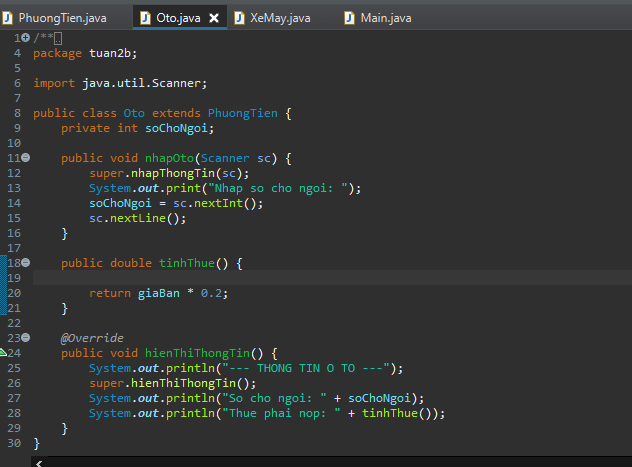 PhuongTien.java Oto.java XeMay.java Main.java
1 /**
4 package tuan2b;
5
6 import java.util.Scanner;
7
8 public class Oto extends PhuongTien {
9 private int soChoNgoi;
10
11 public void nhapOto(Scanner sc) {
12 super.nhapThongTin(sc);
13 System.out.print("Nhap so cho ngoi: ");
14 soChoNgoi = sc.nextInt();
15 sc.nextLine();
16 }
17
18 public double tinhThue() {
19
20 return giaBan * 0.2;
21 }
22
23 @Override
24 public void hienThiThongTin() {
25 System.out.println("--- THONG TIN O TO ---");
26 super.hienThiThongTin();
27 System.out.println("So cho ngoi: " + soChoNgoi);
28 System.out.println("Thue phai nop: " + tinhThue());
29 }
30 }